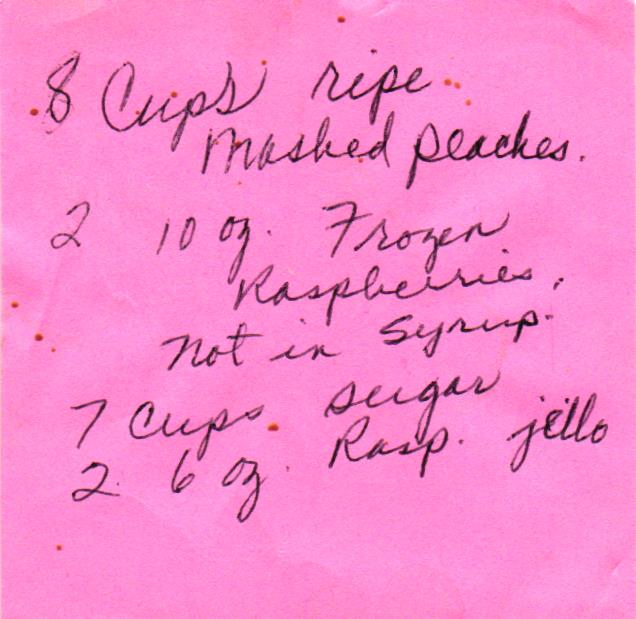 8 Cups ripe
Mashed peaches.
2 10 oz. Frozen
Raspberries.
Not in Syrup.
7 Cups sugar
2 6 oz. Rasp. jello